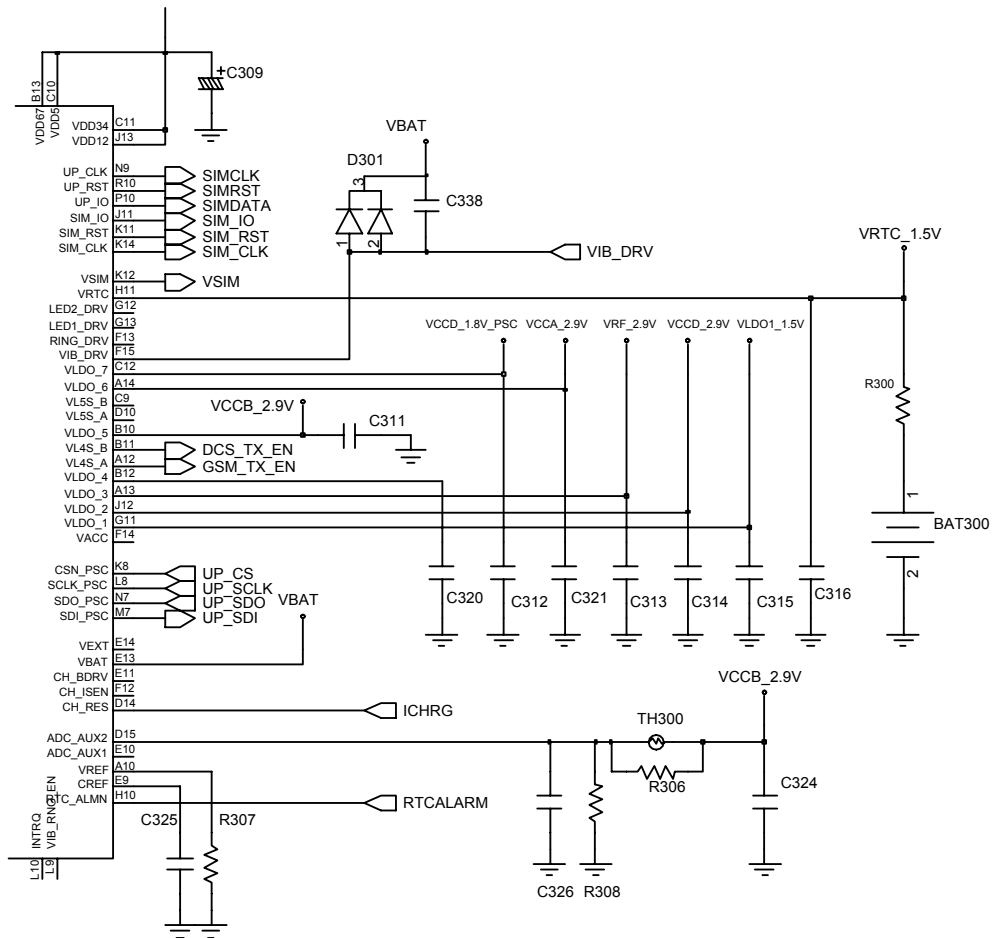 + C309
B13
C10
VDD67
VDD5
VDD34 C11
VDD12 J13
VBAT
D301
3
C338
1
2
VIB_DRV
UP_CLK N9 SIMCLK
UP_RST R10 SIMRST
UP_IO P10 SIMDATA
SIM_IO J11 SIM_IO
SIM_RST K11 SIM_RST
SIM_CLK K14 SIM_CLK
VRTC_1.5V
VSIM K12 VSIM
VRTC H11
LED2_DRV G12
LED1_DRV G13
RING_DRV F13
VIB_DRV F15
VCCD_1.8V_PSC VCCA_2.9V VRF_2.9V VCCD_2.9V VLDO1_1.5V
VLDO_7 C12
VLDO_6 A14
VL5S_B C9
VL5S_A D10
VLDO_5 B10
VCCB_2.9V
C311
R300
VL4S_B B11 DCS_TX_EN
VL4S_A A12 GSM_TX_EN
VLDO_4 B12
VLDO_3 A13
VLDO_2 J12
VLDO_1 G11
VACC F14
1
BAT300
2
CSN_PSC K8 UP_CS
SCLK_PSC L8 UP_SCLK
SDO_PSC N7 UP_SDO
SDI_PSC M7 UP_SDI
VBAT
C320 C312 C321 C313 C314 C315 C316
VEXT E14
VBAT E13
CH_BDRV E11
CH_ISEN F12
CH_RES D14 ICHRG
VCCB_2.9V
TH300
ADC_AUX2 D15
ADC_AUX1 E10
VREF A10
CREF E9
RTC_ALMN H10 RTCALARM
R306
C324
C325 R307
INTRQ
VIB_RNG_EN
L10
L9
C326 R308